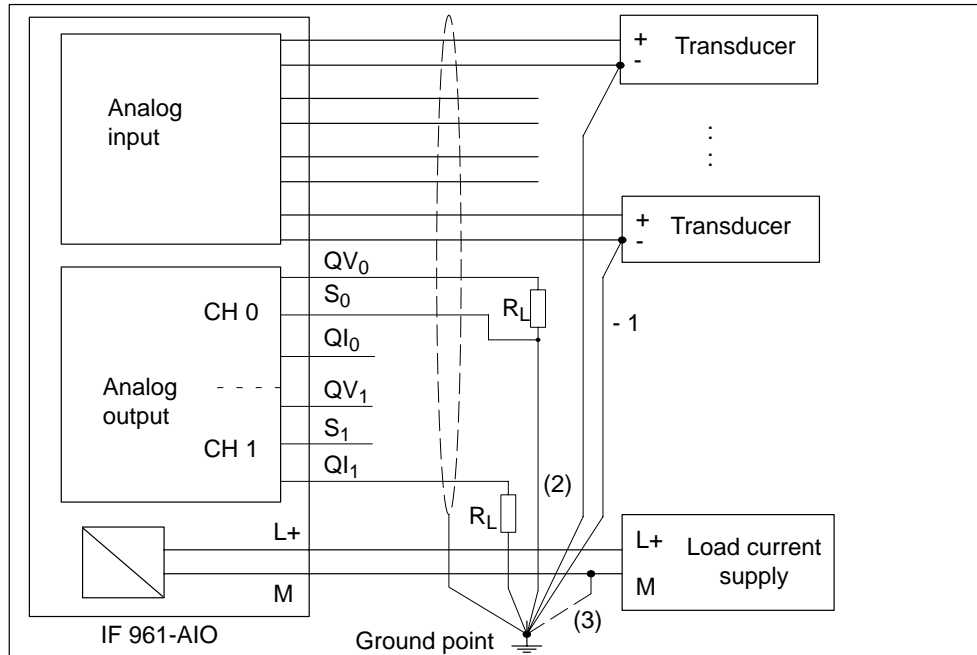 + Transducer
-
Analog
input
:
:
+ Transducer
-
QV0
S0
CH 0
RL
- 1
QI0
Analog
output
- - - -
QV1
S1
CH 1
QI1
(2)
RL
L+
L+
Load current
supply
M
M
(3)
IF 961-AIO
Ground point